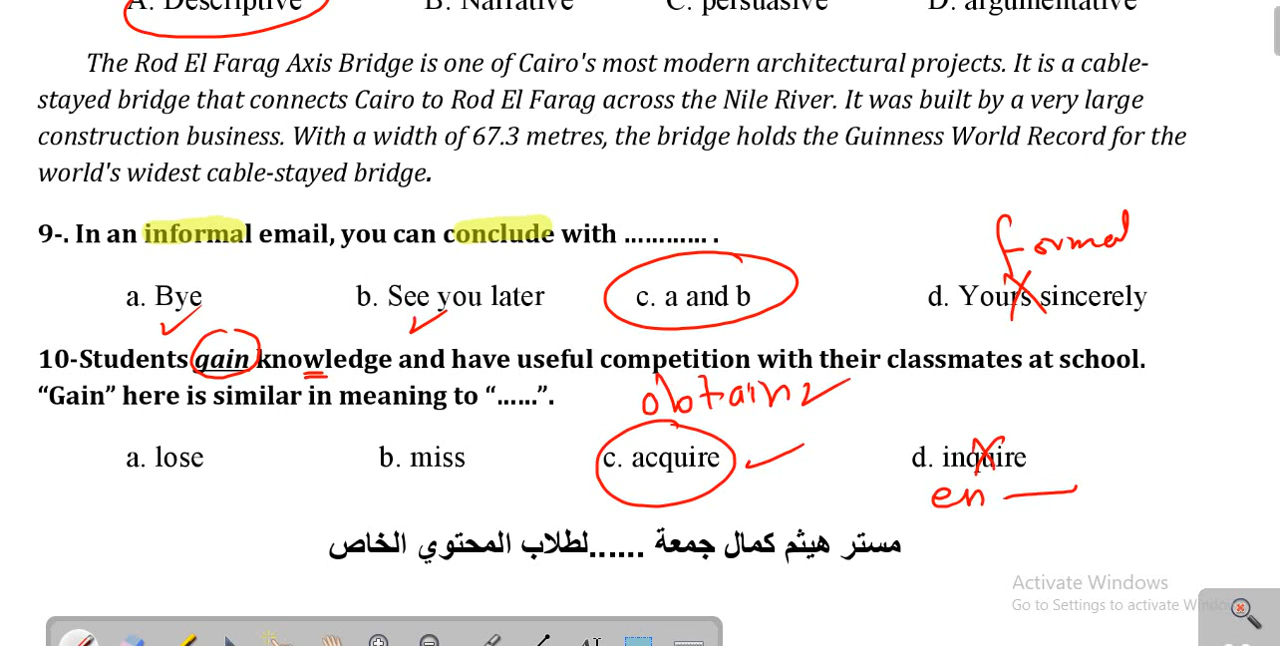 A. Descriptive B. Narrative C. persuasive D. argumentative
The Rod El Farag Axis Bridge is one of Cairo's most modern architectural projects. It is a cable-
stayed bridge that connects Cairo to Rod El Farag across the Nile River. It was built by a very large
construction business. With a width of 67.3 metres, the bridge holds the Guinness World Record for the
world's widest cable-stayed bridge.
9-. In an informal email, you can conclude with ............ .
formal
a. Bye b. See you later c. a and b d. Yours sincerely
10-Students gain knowledge and have useful competition with their classmates at school.
“Gain” here is similar in meaning to “......”.
obtain
a. lose b. miss c. acquire d. inquire
en
مستر هيثم كمال جمعة ......لطلاب المحتوي الخاص
Activate Windows
Go to Settings to activate Windows